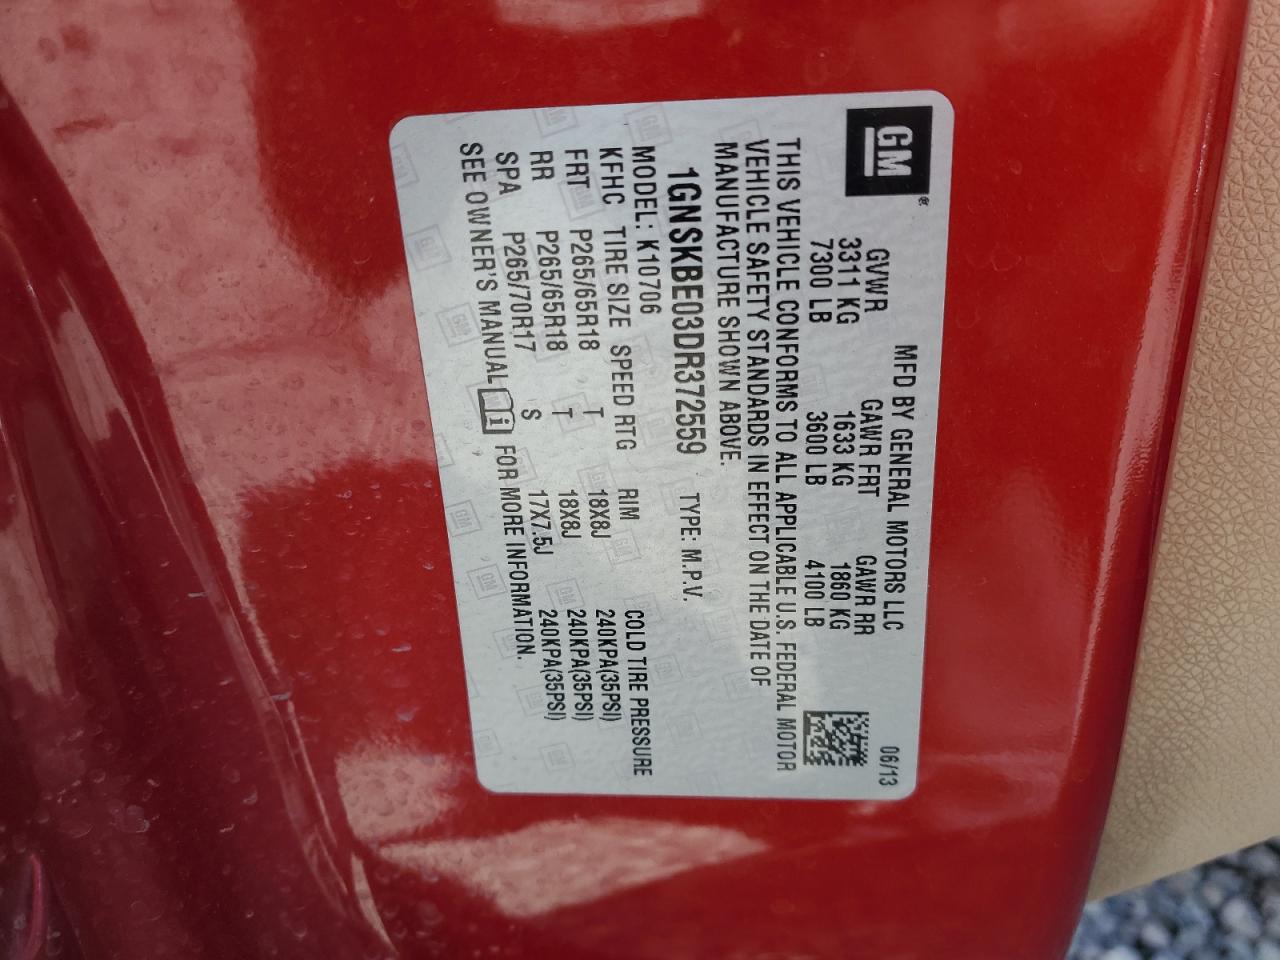 GM®
MFD BY GENERAL MOTORS LLC 06/13
GVWR GAWR FRT GAWR RR
3311 KG 1633 KG 1860 KG
7300 LB 3600 LB 4100 LB
THIS VEHICLE CONFORMS TO ALL APPLICABLE U.S. FEDERAL MOTOR
VEHICLE SAFETY STANDARDS IN EFFECT ON THE DATE OF
MANUFACTURE SHOWN ABOVE.
1GNSKBE03DR372559 TYPE: M.P.V.
MODEL: K10706
KFHC TIRE SIZE SPEED RTG RIM COLD TIRE PRESSURE
FRT P265/65R18 T 18X8J 240KPA(35PSI)
RR P265/65R18 T 18X8J 240KPA(35PSI)
SPA P265/70R17 S 17X7.5J 240KPA(35PSI)
SEE OWNER'S MANUAL i FOR MORE INFORMATION.